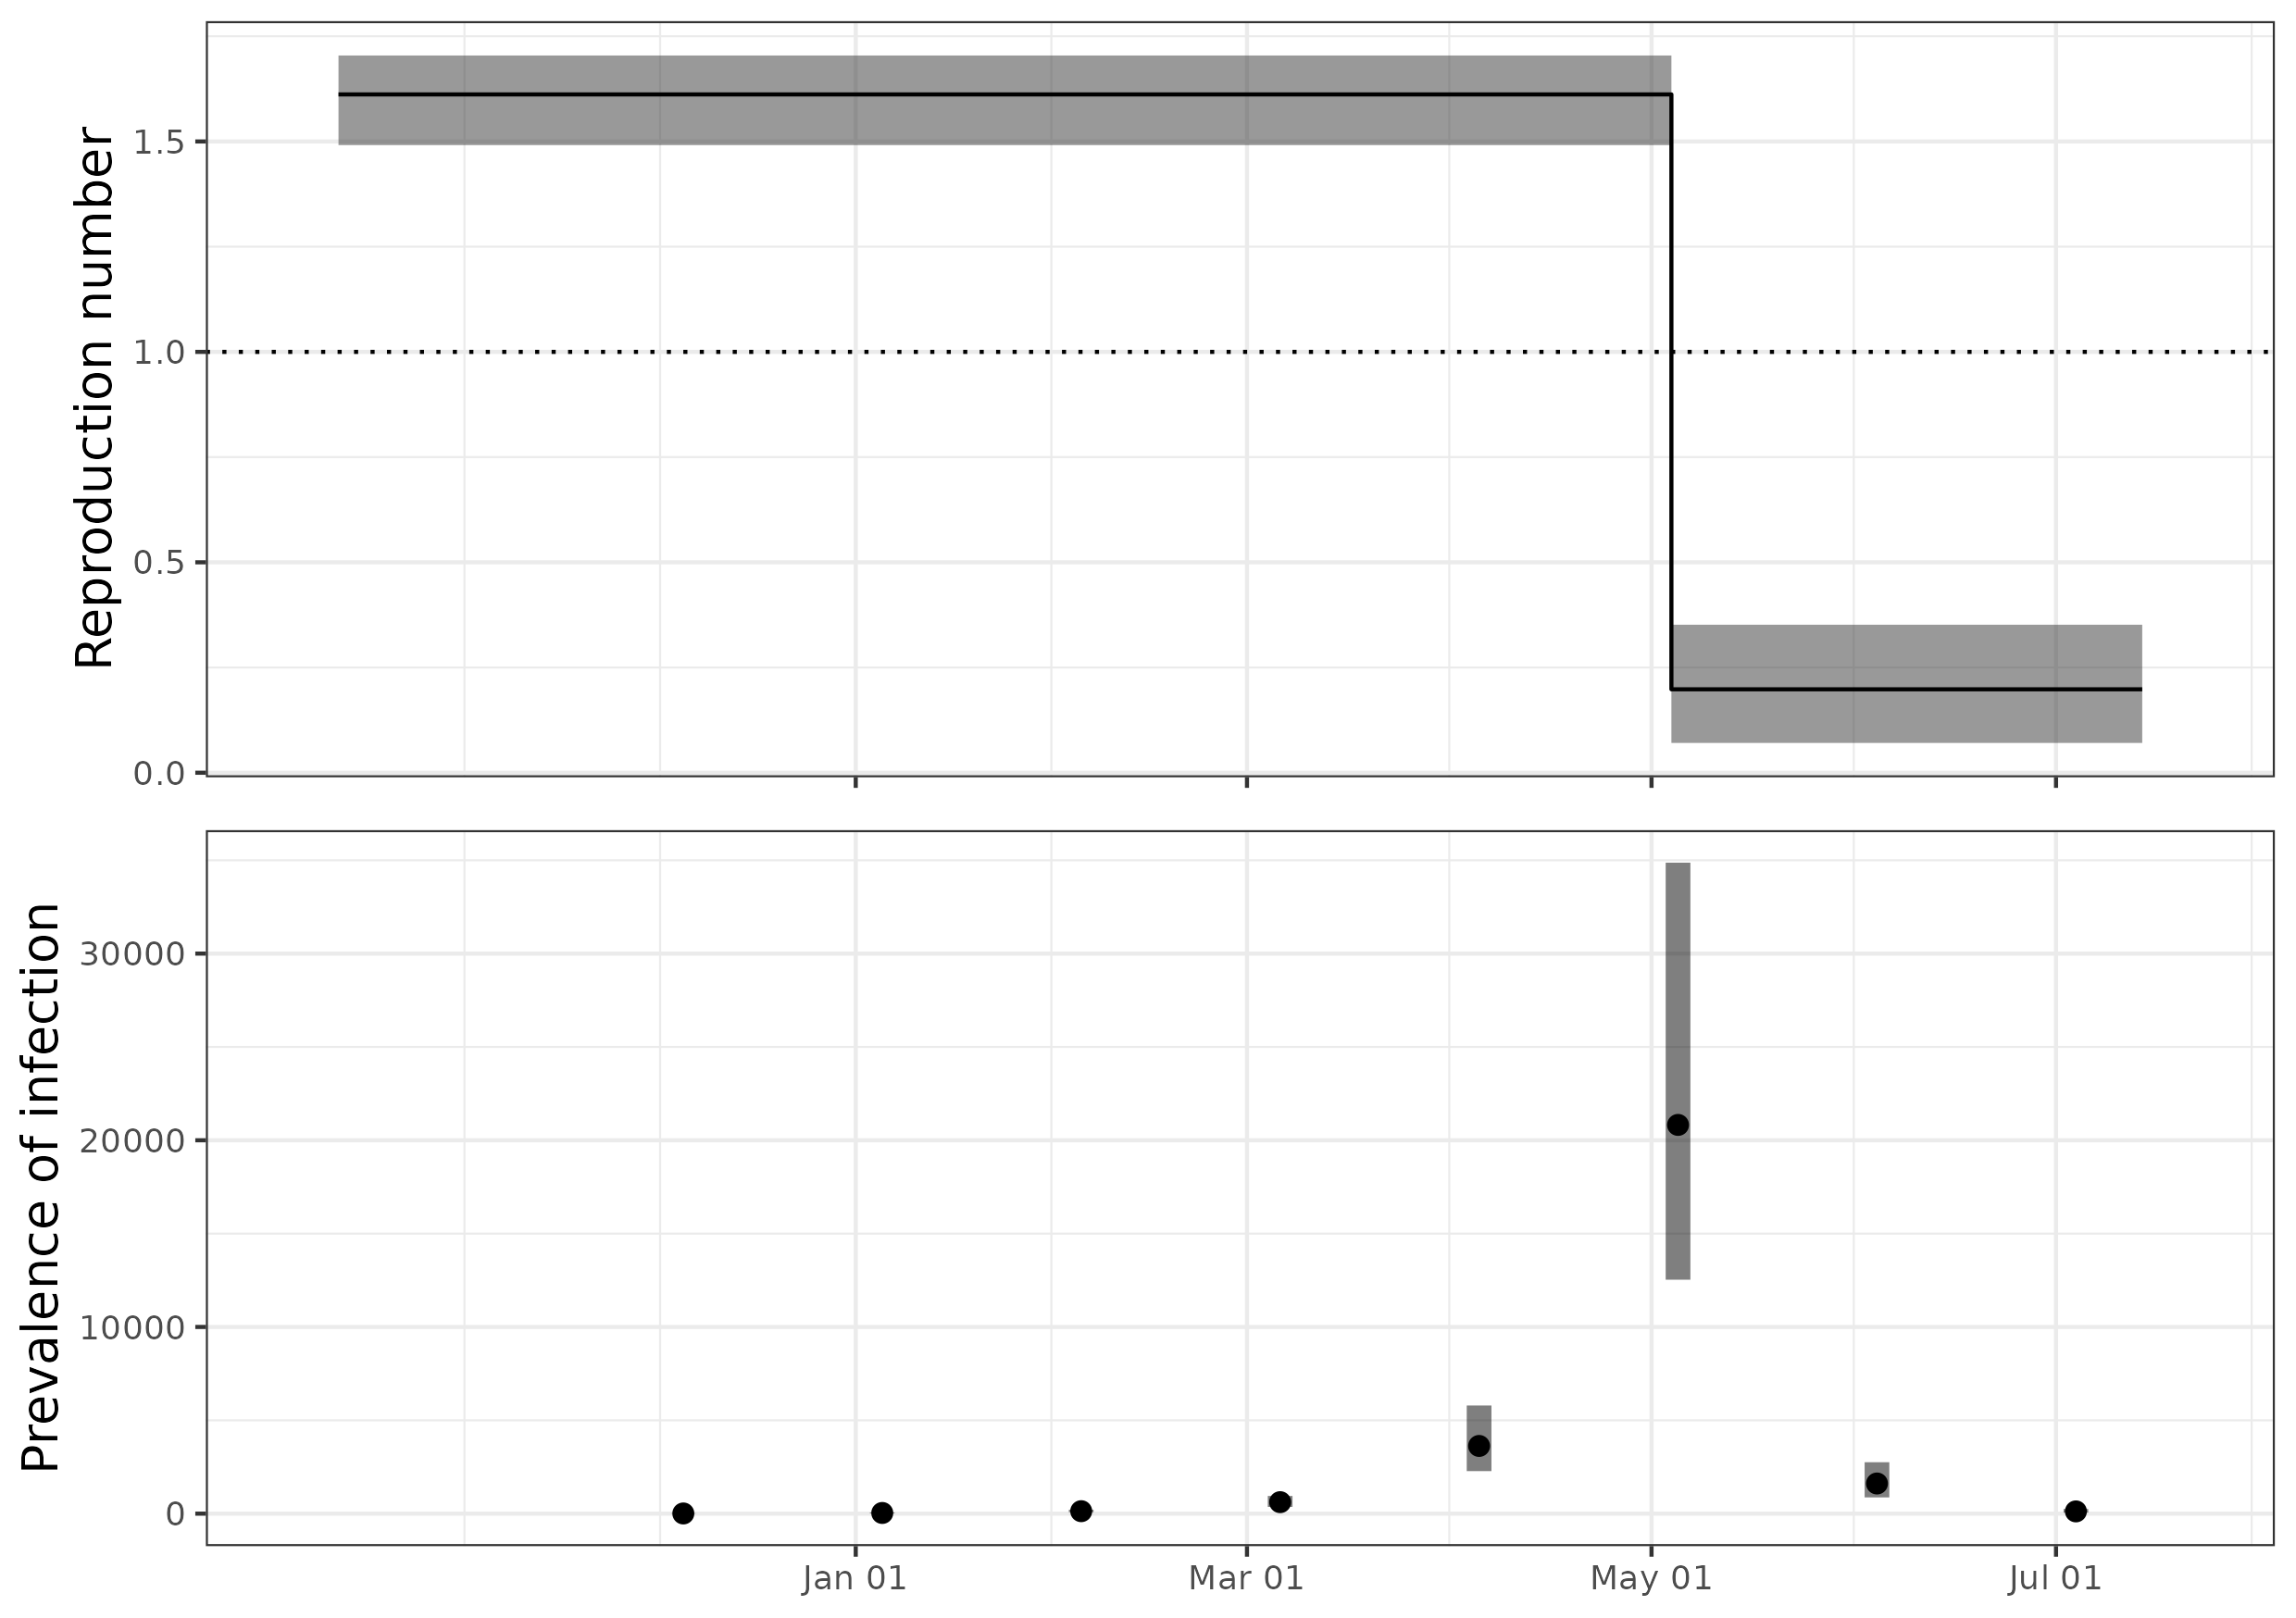 Reproduction number
1.5
1.0
0.5
0.0
Prevalence of infection
30000
20000
10000
0
Jan 01
Mar 01
May 01
Jul 01